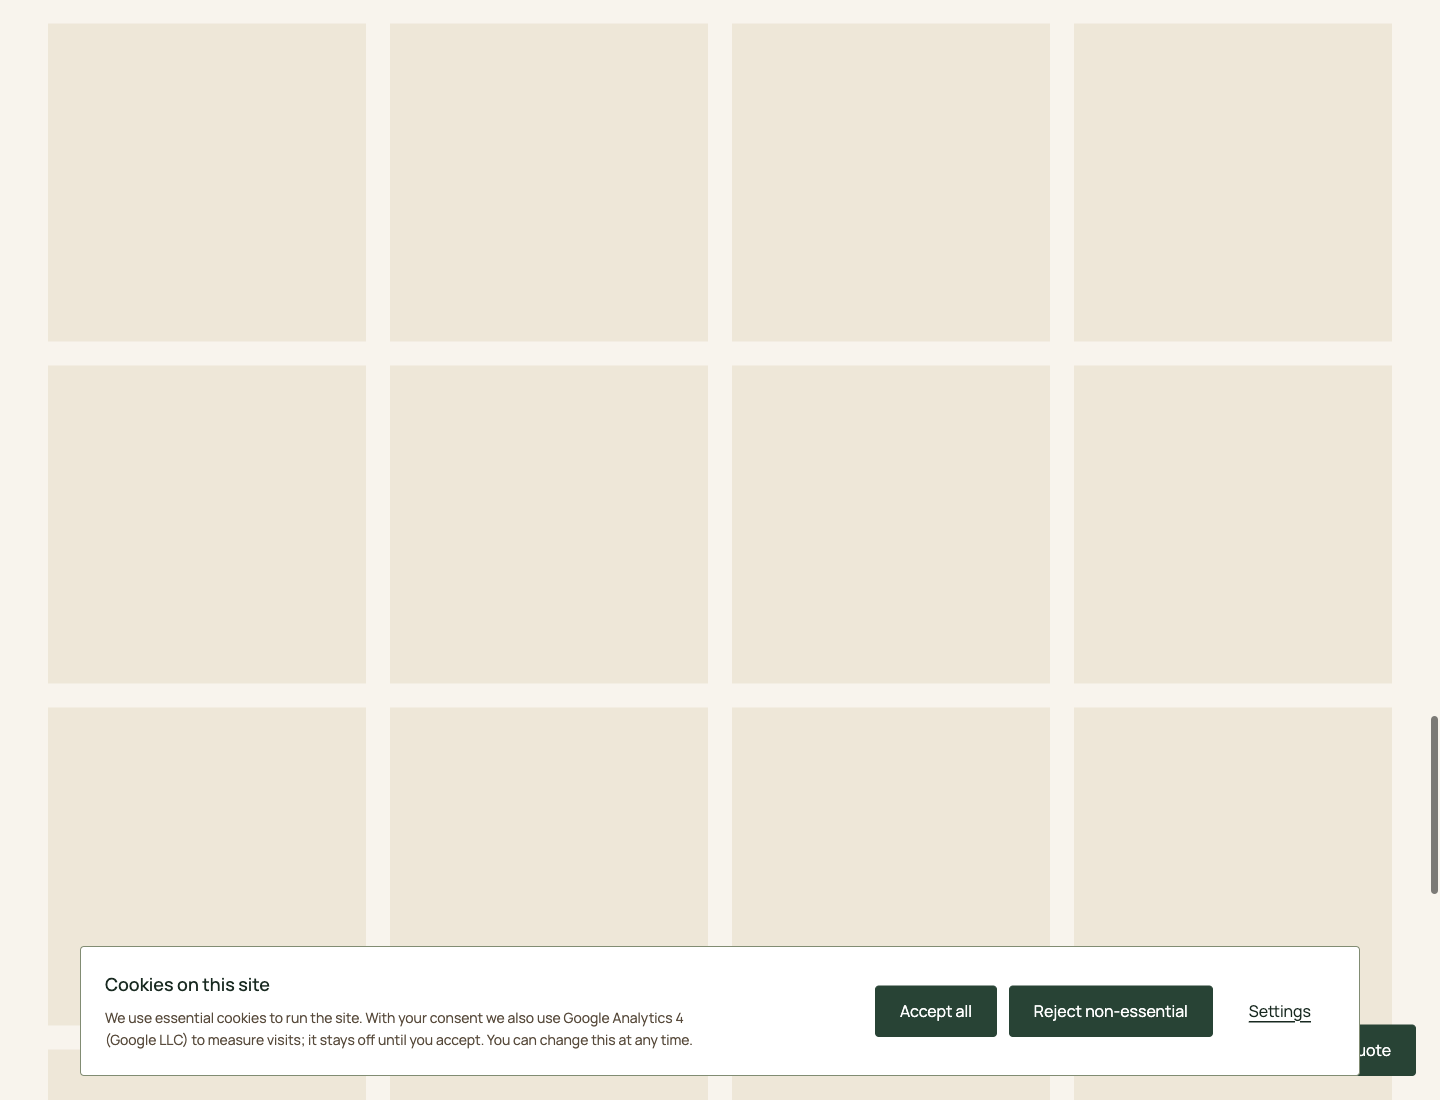 Cookies on this site
We use essential cookies to run the site. With your consent we also use Google Analytics 4
(Google LLC) to measure visits; it stays off until you accept. You can change this at any time.
Accept all
Reject non-essential
Settings